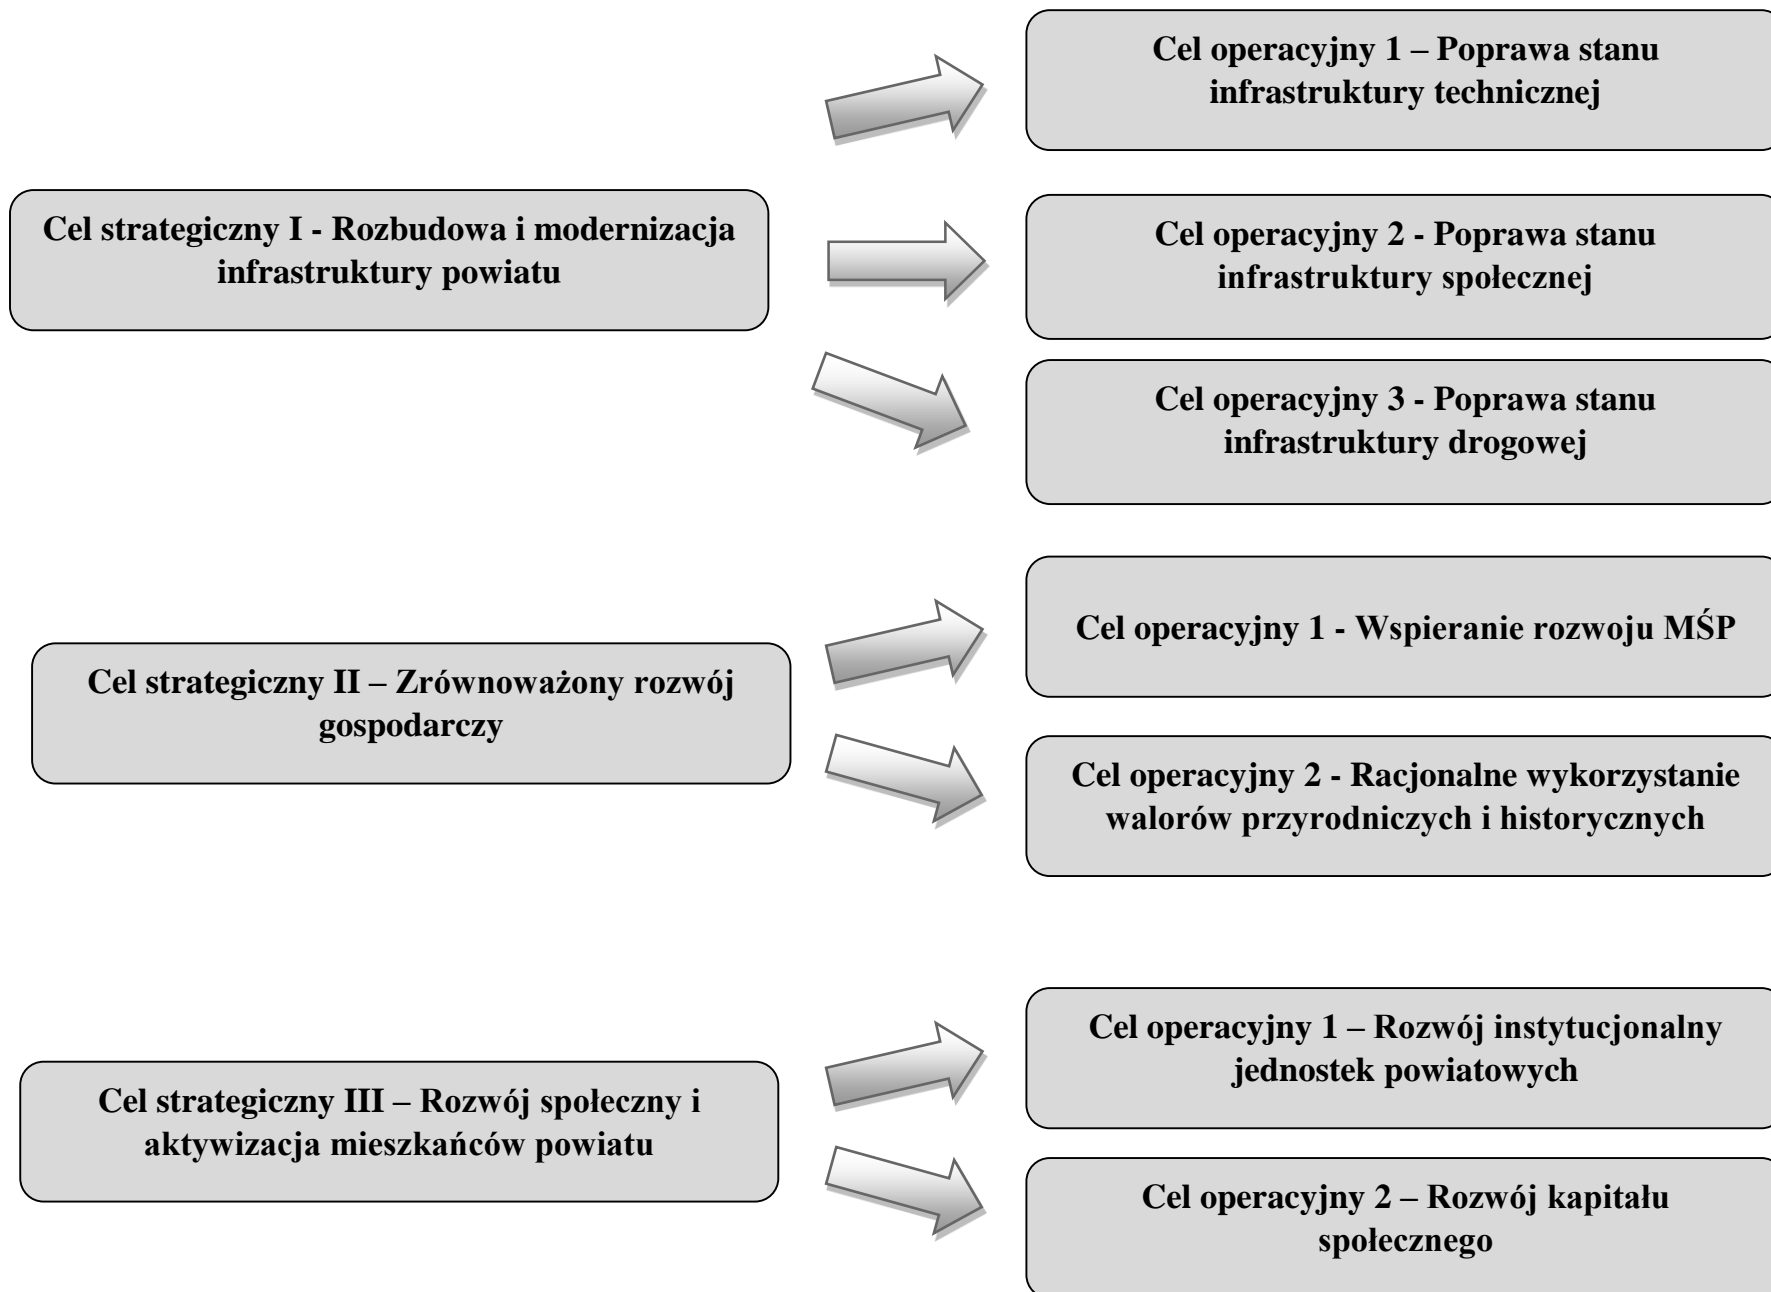 Cel strategiczny I - Rozbudowa i modernizacja
infrastruktury powiatu
Cel operacyjny 1 – Poprawa stanu
infrastruktury technicznej
Cel operacyjny 2 - Poprawa stanu
infrastruktury społecznej
Cel operacyjny 3 - Poprawa stanu
infrastruktury drogowej
Cel strategiczny II – Zrównoważony rozwój
gospodarczy
Cel operacyjny 1 - Wspieranie rozwoju MŚP
Cel operacyjny 2 - Racjonalne wykorzystanie
walorów przyrodniczych i historycznych
Cel strategiczny III – Rozwój społeczny i
aktywizacja mieszkańców powiatu
Cel operacyjny 1 – Rozwój instytucjonalny
jednostek powiatowych
Cel operacyjny 2 – Rozwój kapitału
społecznego